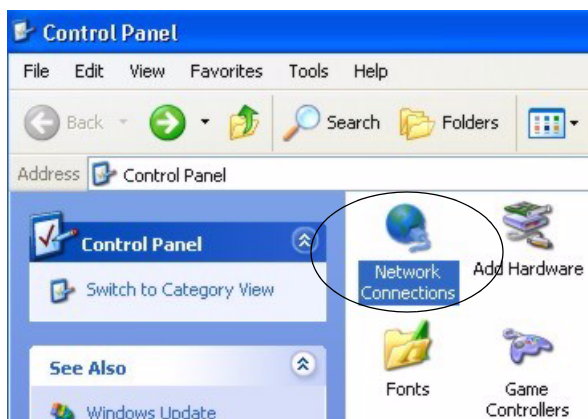 Control Panel
File Edit View Favorites Tools Help
Back Search Folders
Address Control Panel
Control Panel
Switch to Category View
See Also
Windows Update
Network
Connections
Add Hardware
Fonts
Game
Controllers